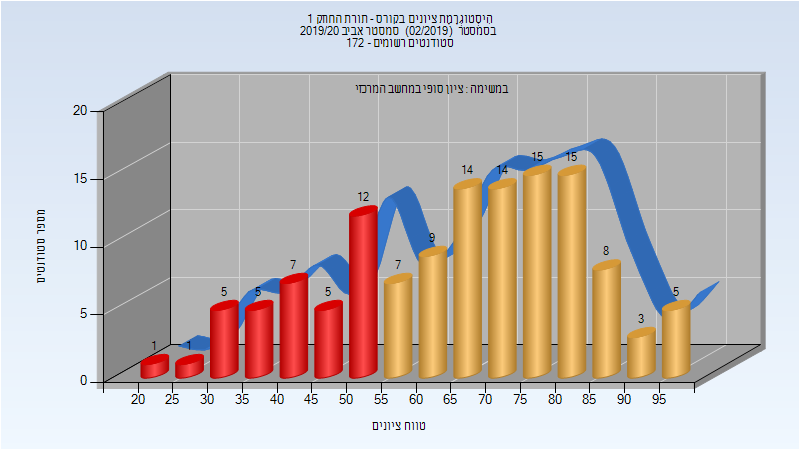 היסטוגרמת ציונים בקורס - תורת החוזק 1
בסמסטר (02/2019) סמסטר אביב 2019/20
סטודנטים רשומים - 172
במשימה : ציון סופי במחשב המרכזי
מספר סטודנטים
20
15
10
5
0
1 1 5 5 7 5 12 7 9 14 14 15 15 8 3 5
20 25 30 35 40 45 50 55 60 65 70 75 80 85 90 95
טווח ציונים